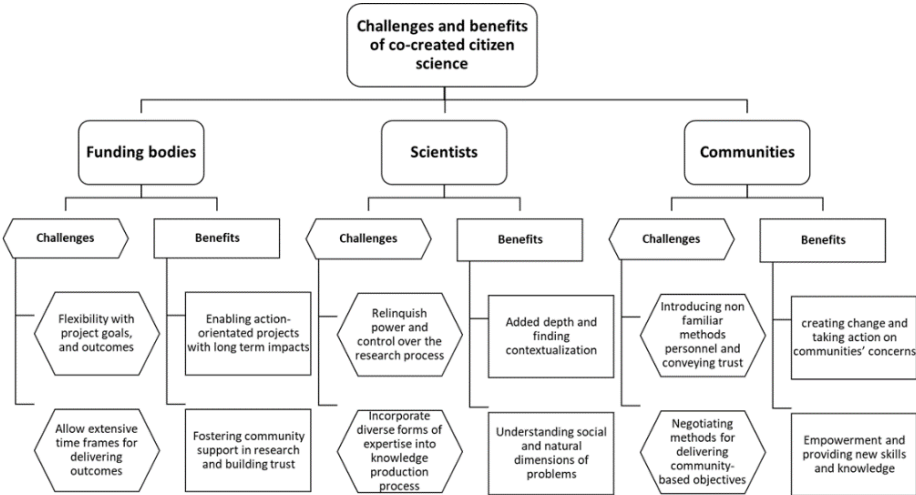 Challenges and benefits
of co-created citizen
science
Funding bodies
Scientists
Communities
Challenges
Benefits
Challenges
Benefits
Challenges
Benefits
Flexibility with
project goals,
and outcomes
Enabling action-
orientated projects
with long term impacts
Relinquish
power and
control over the
research process
Added depth and
finding
contextualization
Introducing non
familiar methods
personnel and
conveying trust
creating change and
taking action on
communities’ concerns
Allow extensive
time frames for
delivering
outcomes
Fostering community
support in research
and building trust
Incorporate
diverse forms of
expertise into
knowledge
production
process
Understanding social
and natural
dimensions of
problems
Negotiating
methods for
delivering
community-
based objectives
Empowerment and
providing new skills
and knowledge